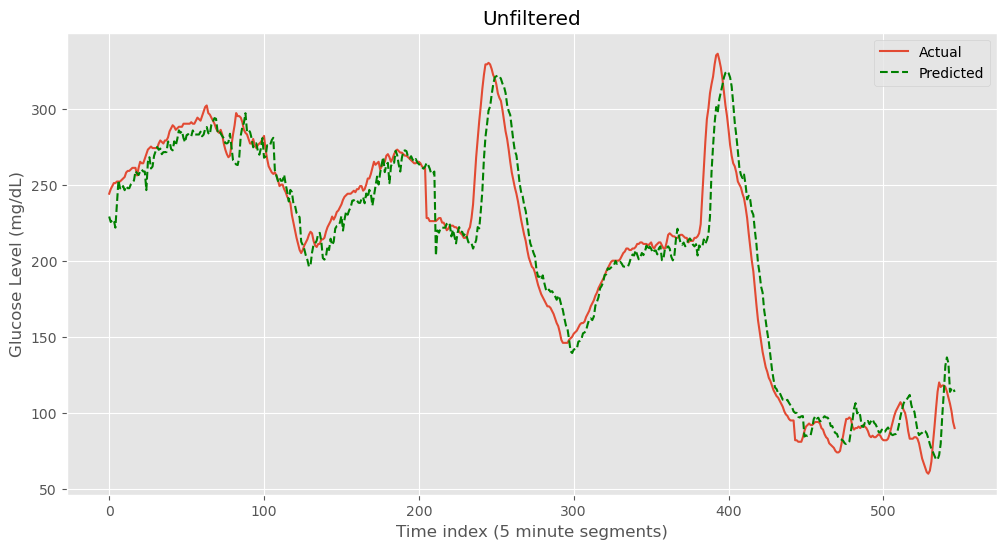 Unfiltered
Actual
Predicted
Glucose Level (mg/dL)
300
250
200
150
100
50
0 100 200 300 400 500
Time index (5 minute segments)